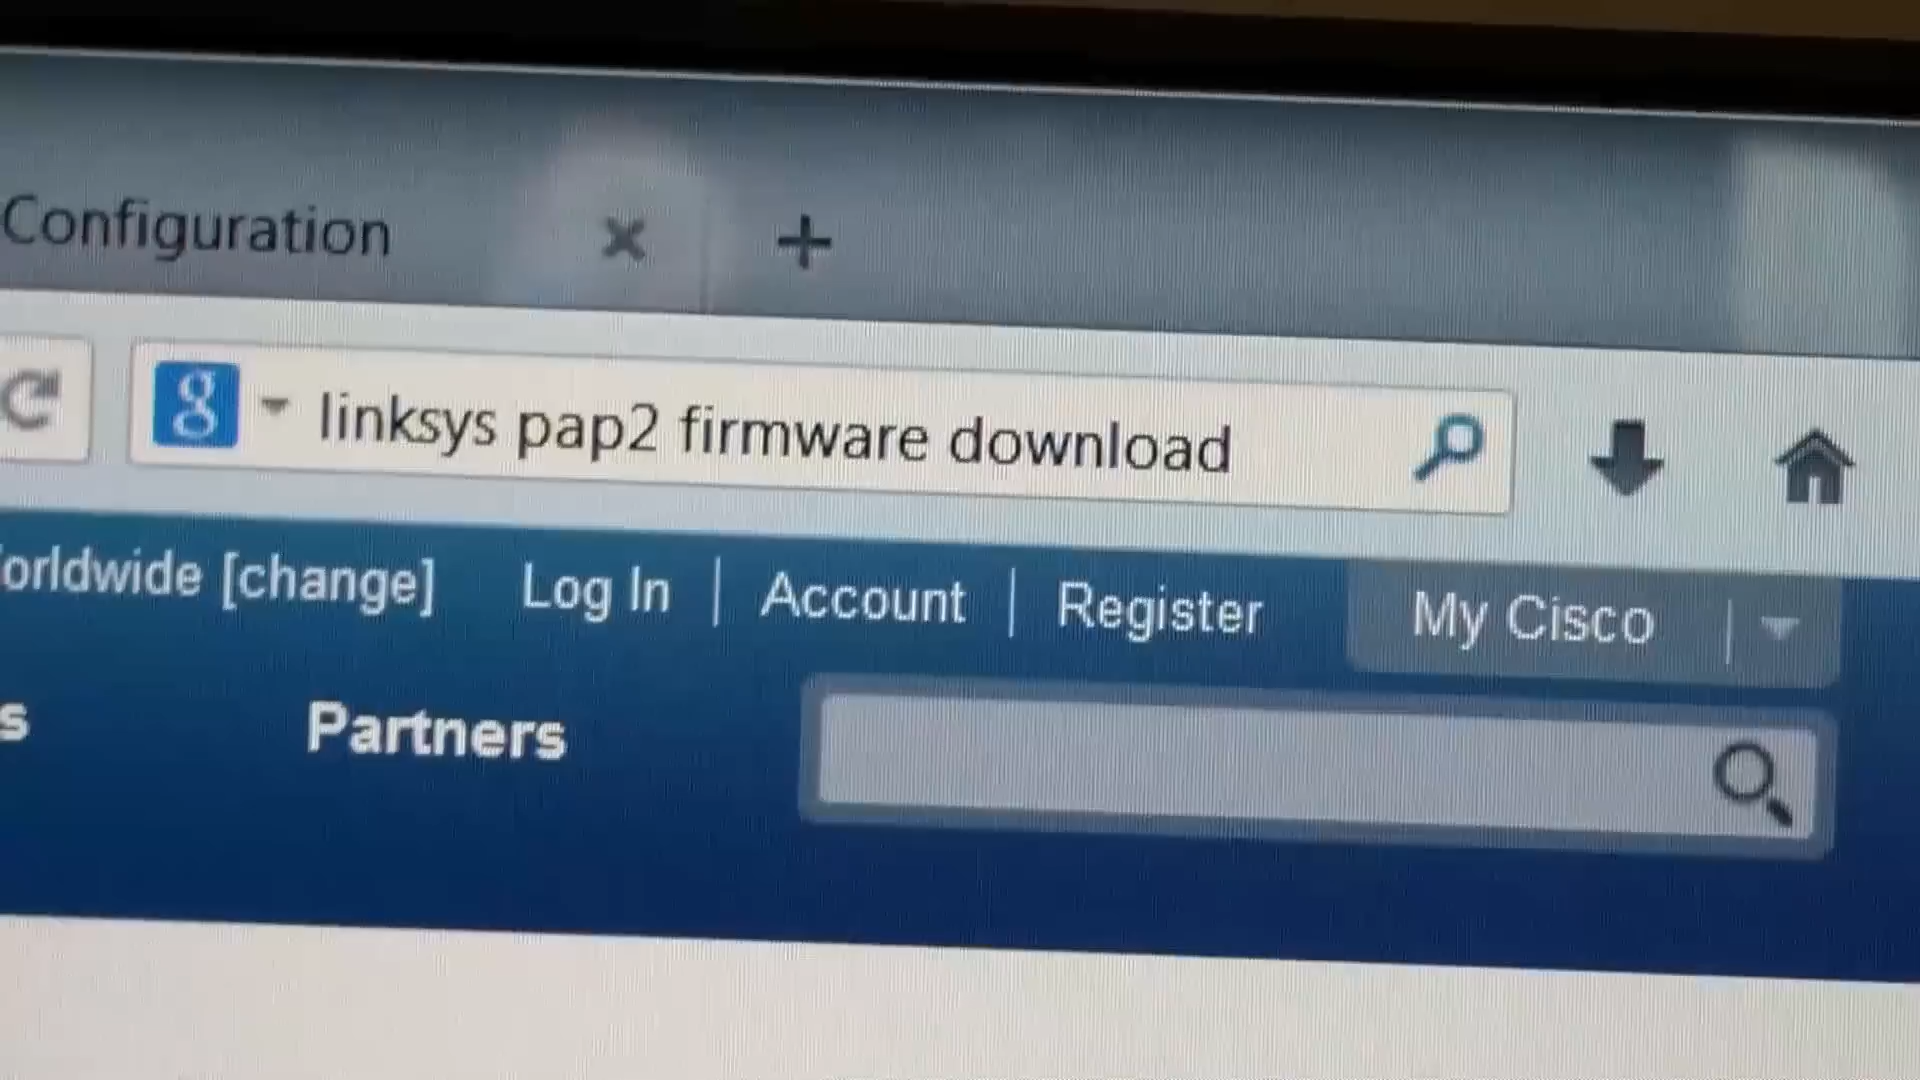 Configuration
g linksys pap2 firmware download
orldwide [change] Log In | Account | Register My Cisco
s Partners